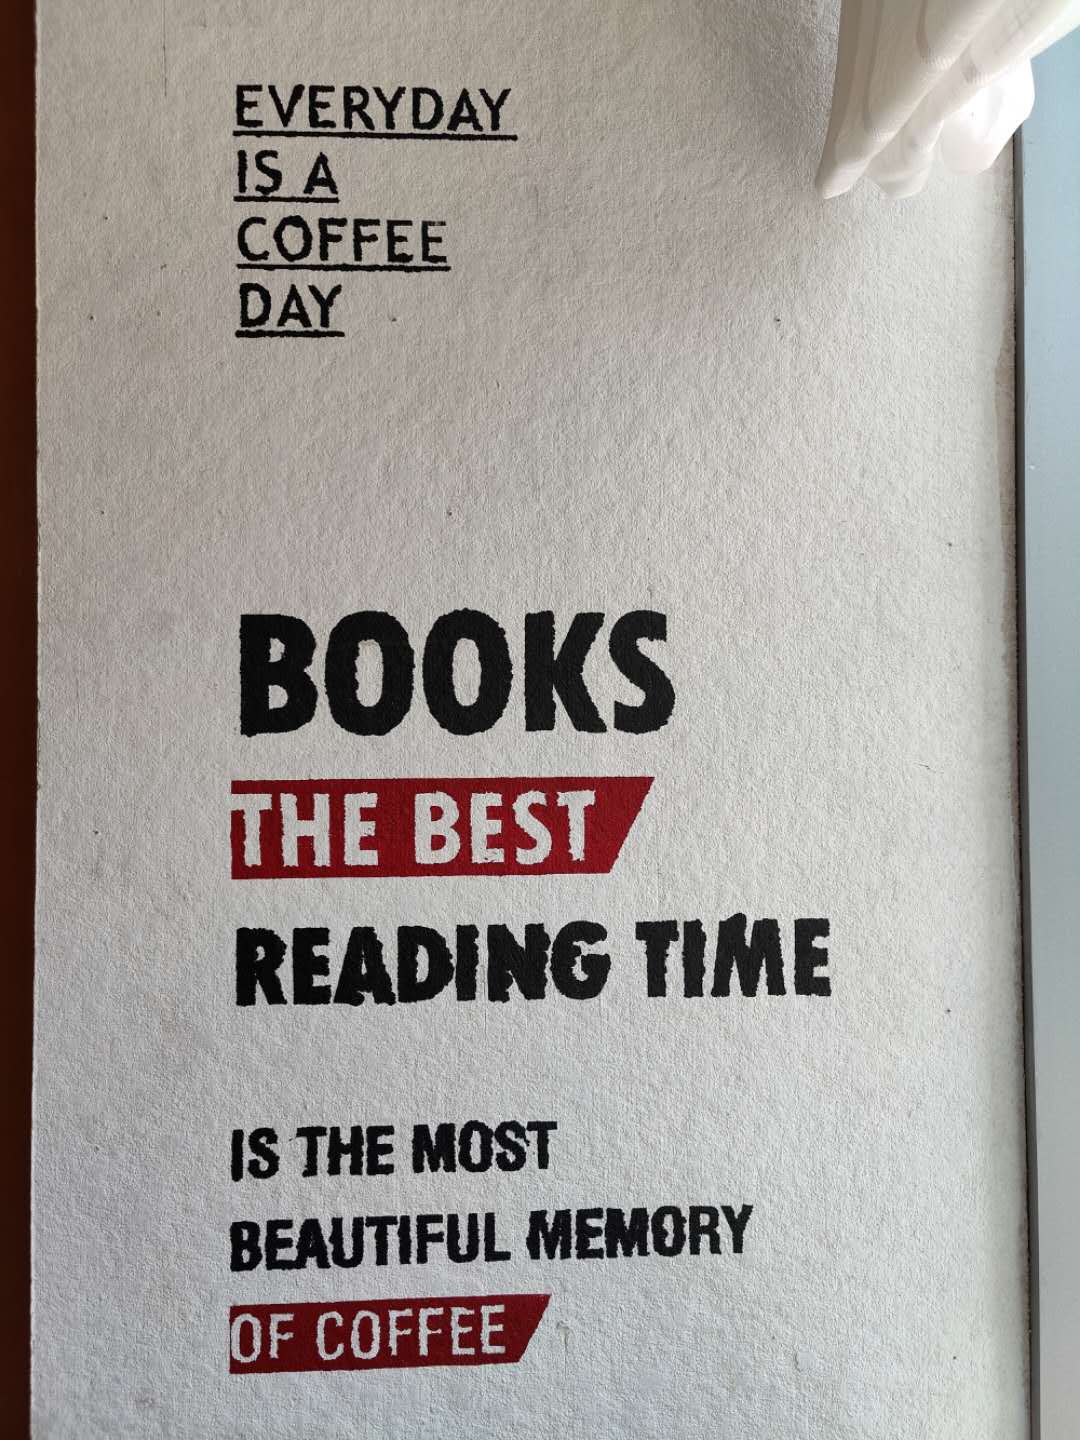 EVERYDAY
IS A
COFFEE
DAY
BOOKS
THE BEST
READING TIME
IS THE MOST
BEAUTIFUL MEMORY
OF COFFEE